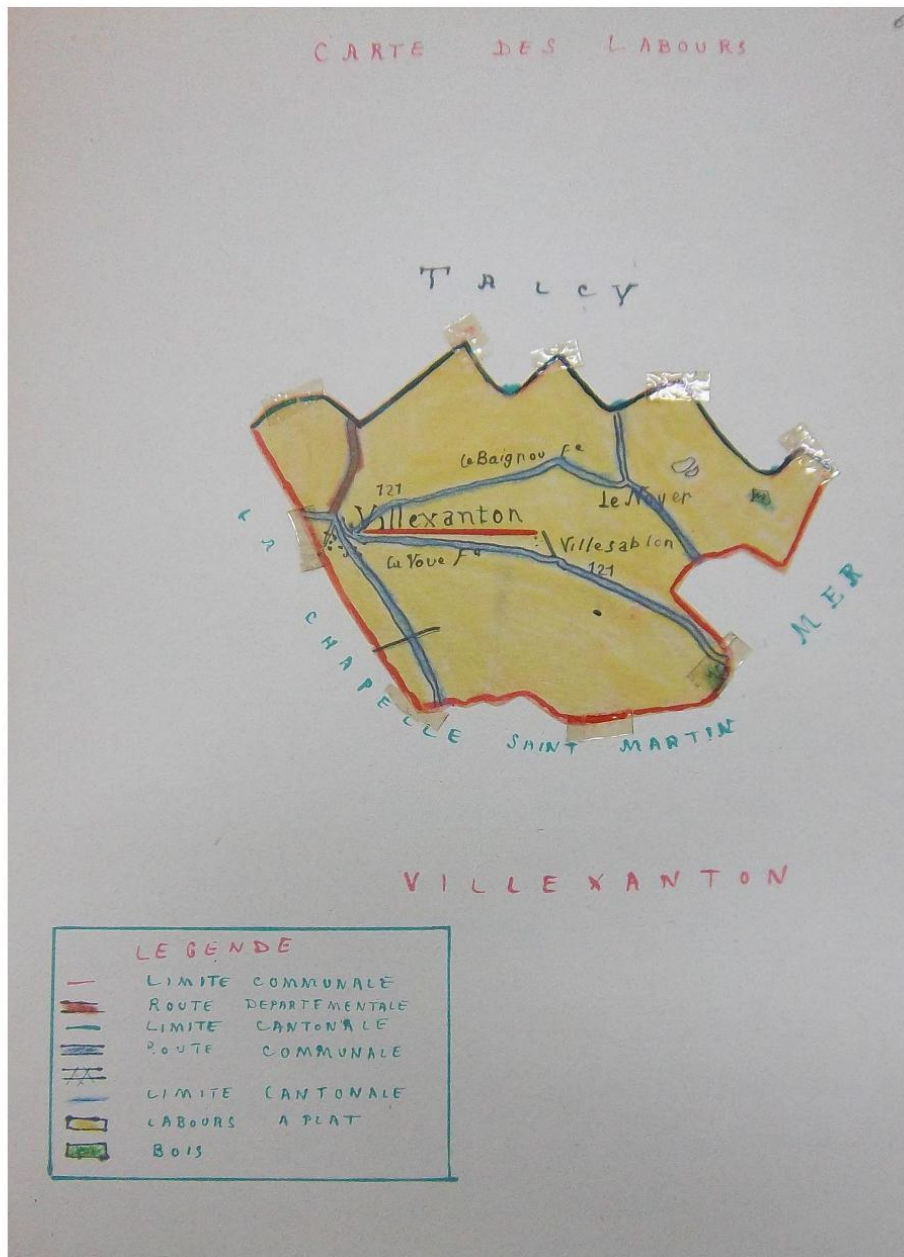 CARTE DES LABOURS
TALCY
Le Baignou Fe
121
Le Noyer
Villexanton
Villesablon
La Voue Fe
121
MER
LA CHAPELLE SAINT MARTIN
VILLEXANTON
LEGENDE
LIMITE COMMUNALE
ROUTE DEPARTEMENTALE
LIMITE CANTONALE
ROUTE COMMUNALE
LIMITE CANTONALE
LABOURS A PLAT
BOIS